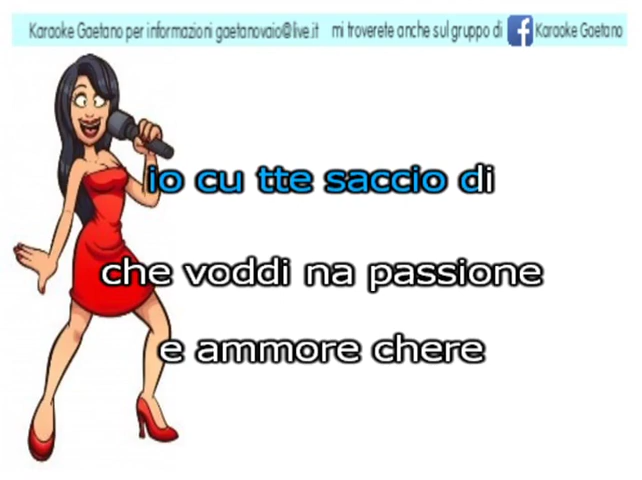 Karaoke Gaetano per informazioni gaetanovaio@live.it mi troverete anche sul gruppo di f Karaoke Gaetano
io cu tte saccio di
che voddi na passione
e ammore chere